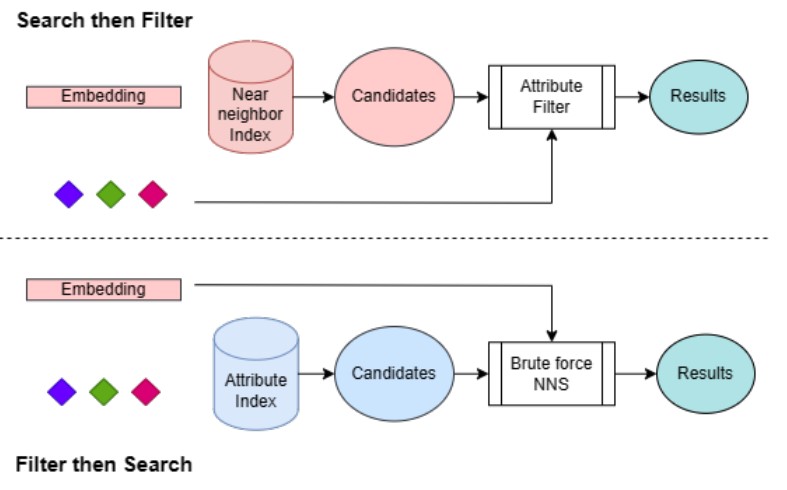 Search then Filter
Embedding
Near
neighbor
Index
Candidates
Attribute
Filter
Results
Embedding
Attribute
Index
Candidates
Brute force
NNS
Results
Filter then Search